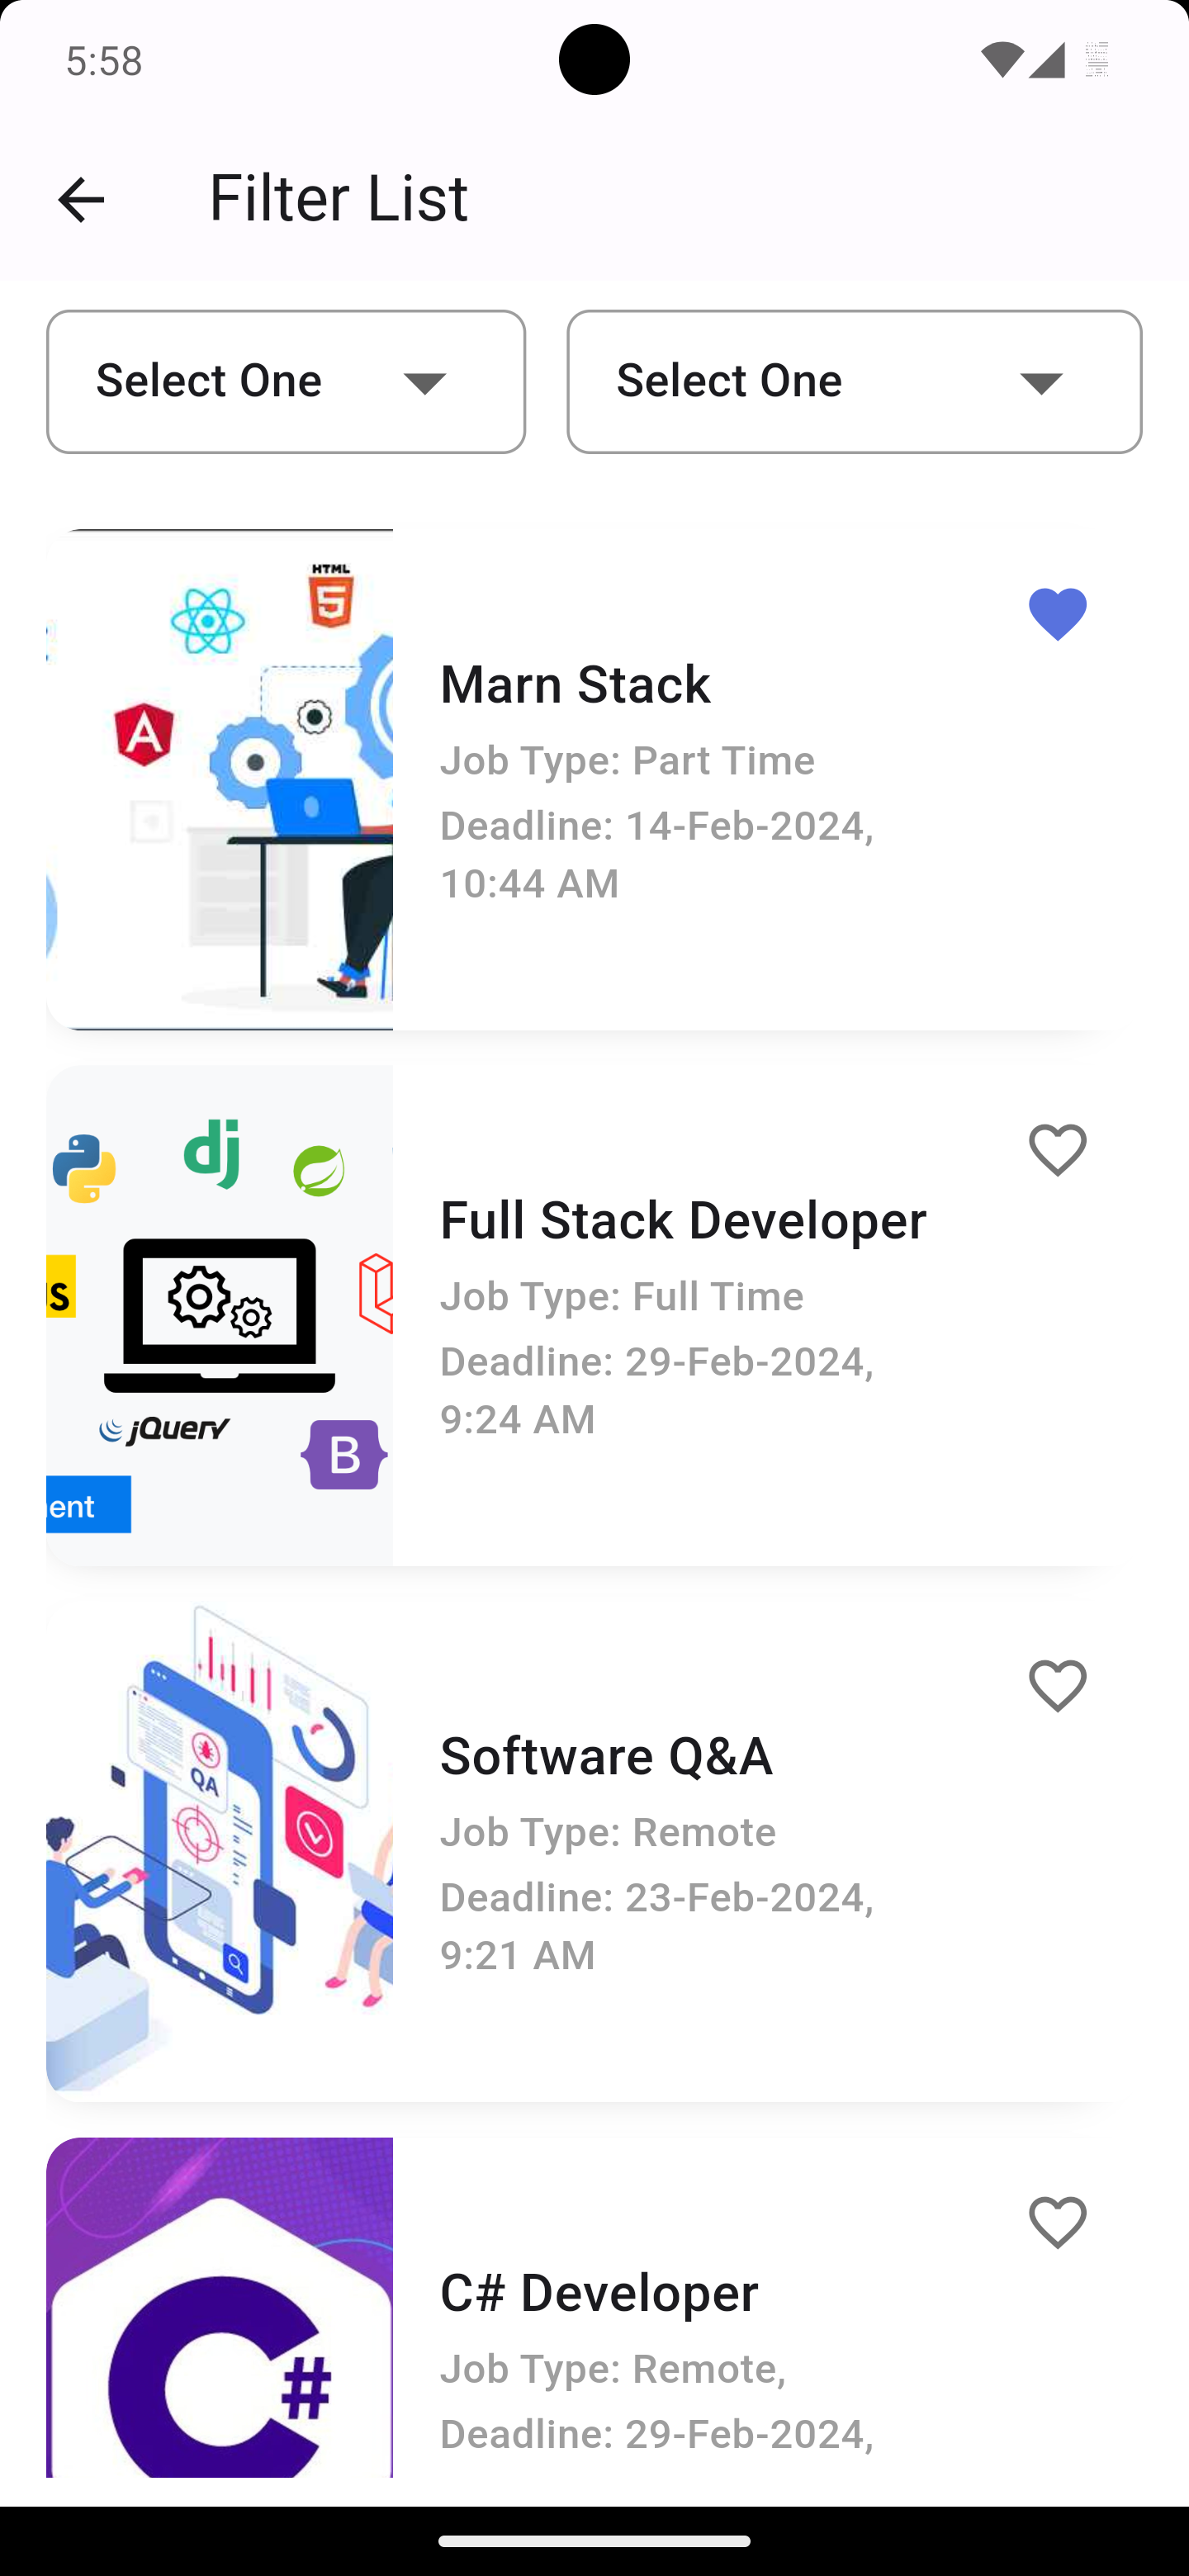 5:58
Filter List
Select One
Select One
HTML
5
A
Marn Stack
Job Type: Part Time
Deadline: 14-Feb-2024,
10:44 AM
dj
JS
jQuery
B
ent
Full Stack Developer
Job Type: Full Time
Deadline: 29-Feb-2024,
9:24 AM
QA
Software Q&A
Job Type: Remote
Deadline: 23-Feb-2024,
9:21 AM
C#
C# Developer
Job Type: Remote,
Deadline: 29-Feb-2024,